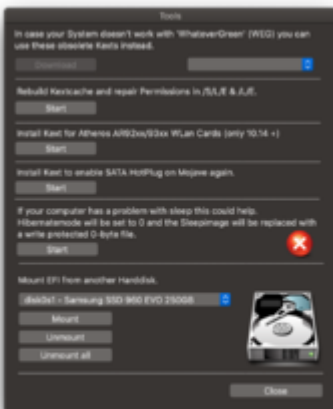 Tools
In case your System doesn't work with 'WhateverGreen' (WEG) you can
use these obsolete Kexts instead.
Download
Rebuild Kextcache and repair Permissions in /S/L/E & /L/E.
Start
Install Kext for Atheros AR92xx/93xx WLan Cards (only 10.14 +)
Start
Install Kext to enable SATA HotPlug on Mojave again.
Start
If your computer has a problem with sleep this could help.
Hibernatemode will be set to 0 and the Sleepimage will be replaced with
a write protected 0-byte file.
Start
Mount EFI from another Harddisk.
disk0s1 - Samsung SSD 960 EVO 250GB
Mount
Unmount
Unmount all
Close